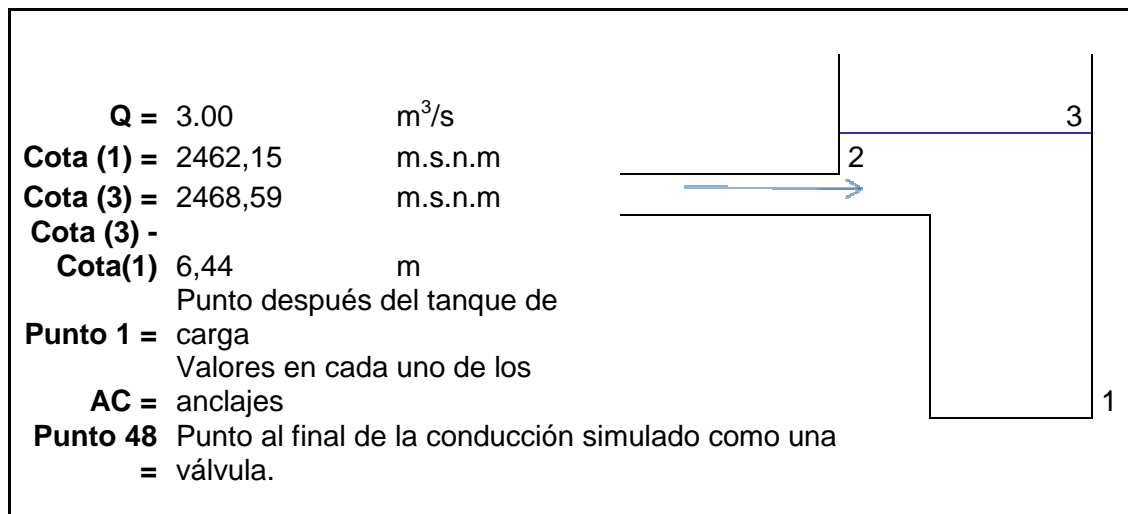 Q = 3.00 m³/s
Cota (1) = 2462,15 m.s.n.m
Cota (3) = 2468,59 m.s.n.m
Cota (3) -
Cota(1) 6,44 m
Punto después del tanque de
Punto 1 = carga
Valores en cada uno de los
AC = anclajes
Punto 48 Punto al final de la conducción simulado como una
= válvula.
3
2
1